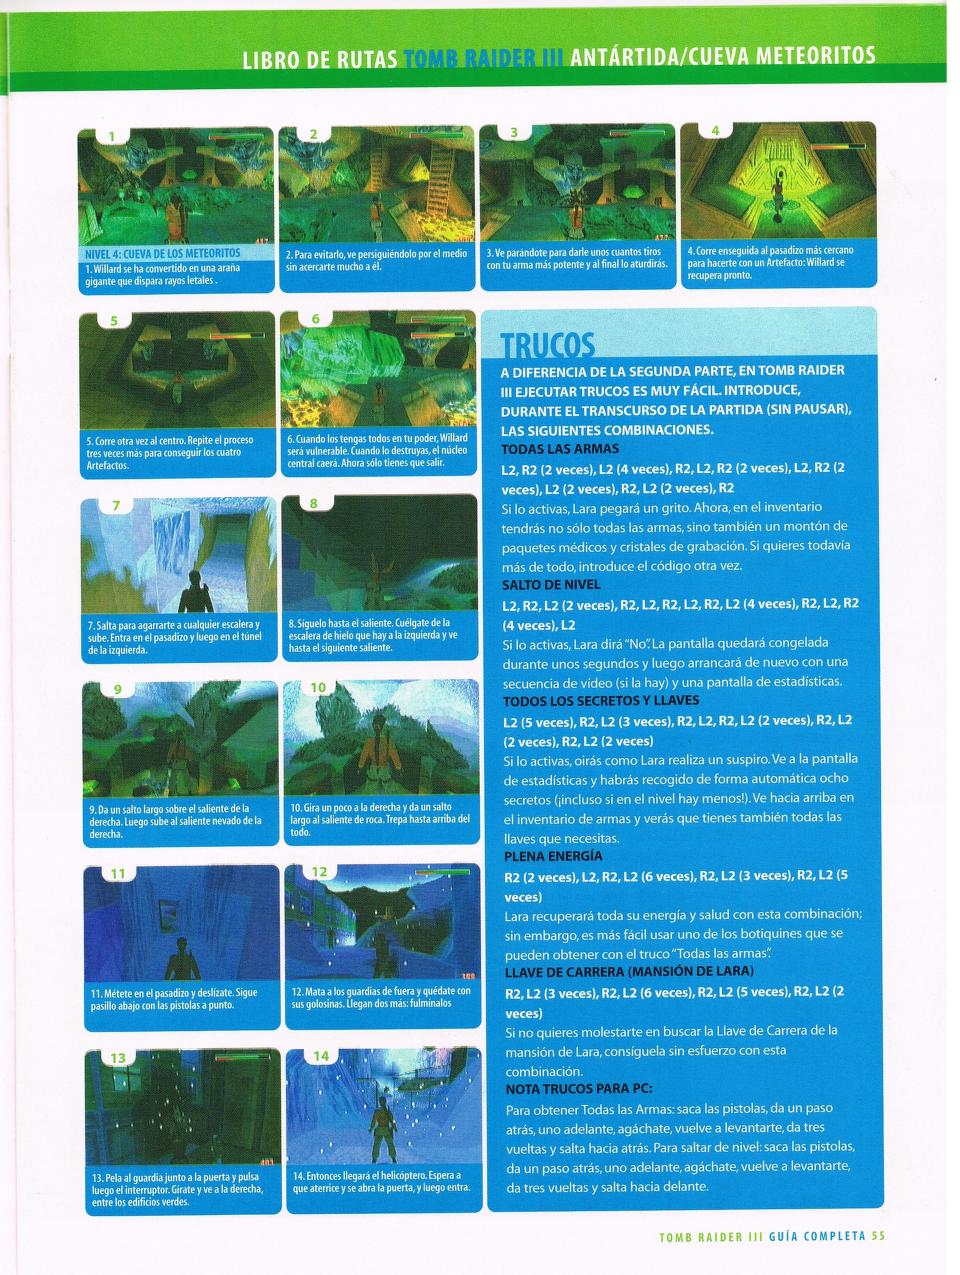 LIBRO DE RUTAS TOMB RAIDER III ANTÁRTIDA/CUEVA METEORITOS
1
NIVEL 4: CUEVA DE LOS METEORITOS
1. Willard se ha convertido en una araña
gigante que dispara rayos letales .
2
2. Para evitarlo, ve persiguiéndolo por el medio
sin acercarte mucho a él.
3
3. Ve parándote para darle unos cuantos tiros
con tu arma más potente y al final lo aturdirás.
4
4. Corre enseguida al pasadizo más cercano
para hacerte con un Artefacto: Willard se
recupera pronto.
5
5. Corre otra vez al centro. Repite el proceso
tres veces más para conseguir los cuatro
Artefactos.
6
6. Cuando los tengas todos en tu poder, Willard
será vulnerable. Cuando lo destruyas, el núcleo
central caerá. Ahora sólo tienes que salir.
7
7. Salta para agarrarte a cualquier escalera y
sube. Entra en el pasadizo y luego en el túnel
de la izquierda.
8
8. Síguelo hasta el saliente. Cuélgate de la
escalera de hielo que hay a la izquierda y ve
hasta el siguiente saliente.
9
9. Da un salto largo sobre el saliente de la
derecha. Luego sube al saliente nevado de la
derecha.
10
10. Gira un poco a la derecha y da un salto
largo al saliente de roca. Trepa hasta arriba del
todo.
11
11. Métete en el pasadizo y deslízate. Sigue
pasillo abajo con las pistolas a punto.
12
12. Mata a los guardias de fuera y quédate con
sus golosinas. Llegan dos más: fulmínalos
13
13. Pela al guardia junto a la puerta y pulsa
luego el interruptor. Gírate y ve a la derecha,
entre los edificios verdes.
14
14. Entonces llegará el helicóptero. Espera a
que aterrice y se abra la puerta, y luego entra.
TRUCOS
A DIFERENCIA DE LA SEGUNDA PARTE, EN TOMB RAIDER
III EJECUTAR TRUCOS ES MUY FÁCIL. INTRODUCE,
DURANTE EL TRANSCURSO DE LA PARTIDA (SIN PAUSAR),
LAS SIGUIENTES COMBINACIONES.
TODAS LAS ARMAS
L2, R2 (2 veces), L2 (4 veces), R2, L2, R2 (2 veces), L2, R2 (2
veces), L2 (2 veces), R2, L2 (2 veces), R2
Si lo activas, Lara pegará un grito. Ahora, en el inventario
tendrás no sólo todas las armas, sino también un montón de
paquetes médicos y cristales de grabación. Si quieres todavía
más de todo, introduce el código otra vez.
SALTO DE NIVEL
L2, R2, L2 (2 veces), R2, L2, R2, L2, R2, L2 (4 veces), R2, L2, R2
(4 veces), L2
Si lo activas, Lara dirá "No". La pantalla quedará congelada
durante unos segundos y luego arrancará de nuevo con una
secuencia de vídeo (si la hay) y una pantalla de estadísticas.
TODOS LOS SECRETOS Y LLAVES
L2 (5 veces), R2, L2 (3 veces), R2, L2, R2, L2 (2 veces), R2, L2
(2 veces), R2, L2 (2 veces)
Si lo activas, oirás como Lara realiza un suspiro. Ve a la pantalla
de estadísticas y habrás recogido de forma automática ocho
secretos (¡incluso si en el nivel hay menos!). Ve hacia arriba en
el inventario de armas y verás que tienes también todas las
llaves que necesitas.
PLENA ENERGÍA
R2 (2 veces), L2, R2, L2 (6 veces), R2, L2 (3 veces), R2, L2 (5
veces)
Lara recuperará toda su energía y salud con esta combinación;
sin embargo, es más fácil usar uno de los botiquines que se
pueden obtener con el truco "Todas las armas".
LLAVE DE CARRERA (MANSIÓN DE LARA)
R2, L2 (3 veces), R2, L2 (6 veces), R2, L2 (5 veces), R2, L2 (2
veces)
Si no quieres molestarte en buscar la Llave de Carrera de la
mansión de Lara, consíguela sin esfuerzo con esta
combinación.
NOTA TRUCOS PARA PC:
Para obtener Todas las Armas: saca las pistolas, da un paso
atrás, uno adelante, agáchate, vuelve a levantarte, da tres
vueltas y salta hacia atrás. Para saltar de nivel: saca las pistolas,
da un paso atrás, uno adelante, agáchate, vuelve a levantarte,
da tres vueltas y salta hacia delante.
TOMB RAIDER III GUÍA COMPLETA 55